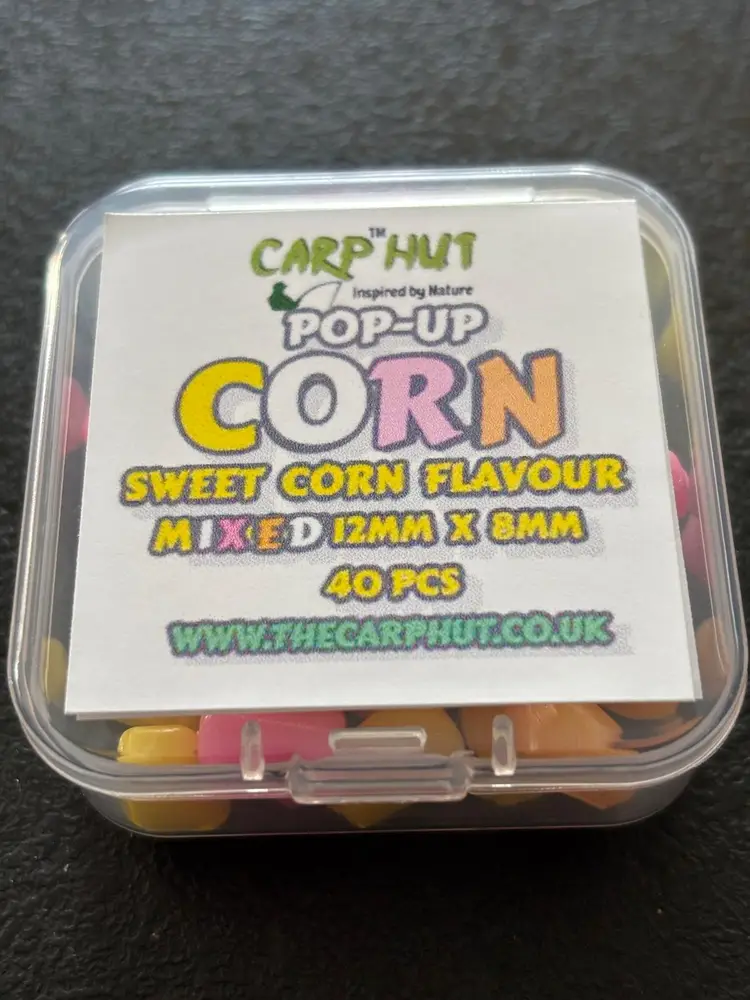 CARP HUT™
Inspired by Nature
POP-UP
CORN
SWEET CORN FLAVOUR
MIXED 12MM X 8MM
40 PCS
WWW.THECARPHUT.CO.UK